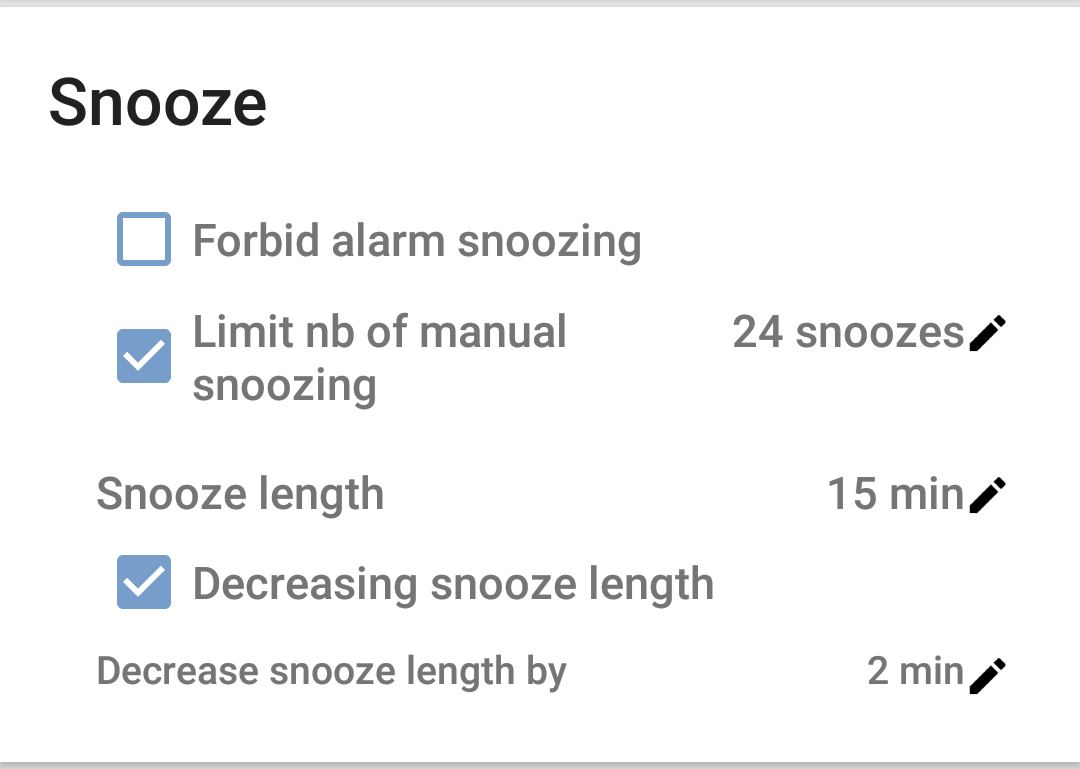 Snooze
Forbid alarm snoozing
Limit nb of manual 24 snoozes
snoozing
Snooze length 15 min
Decreasing snooze length
Decrease snooze length by 2 min